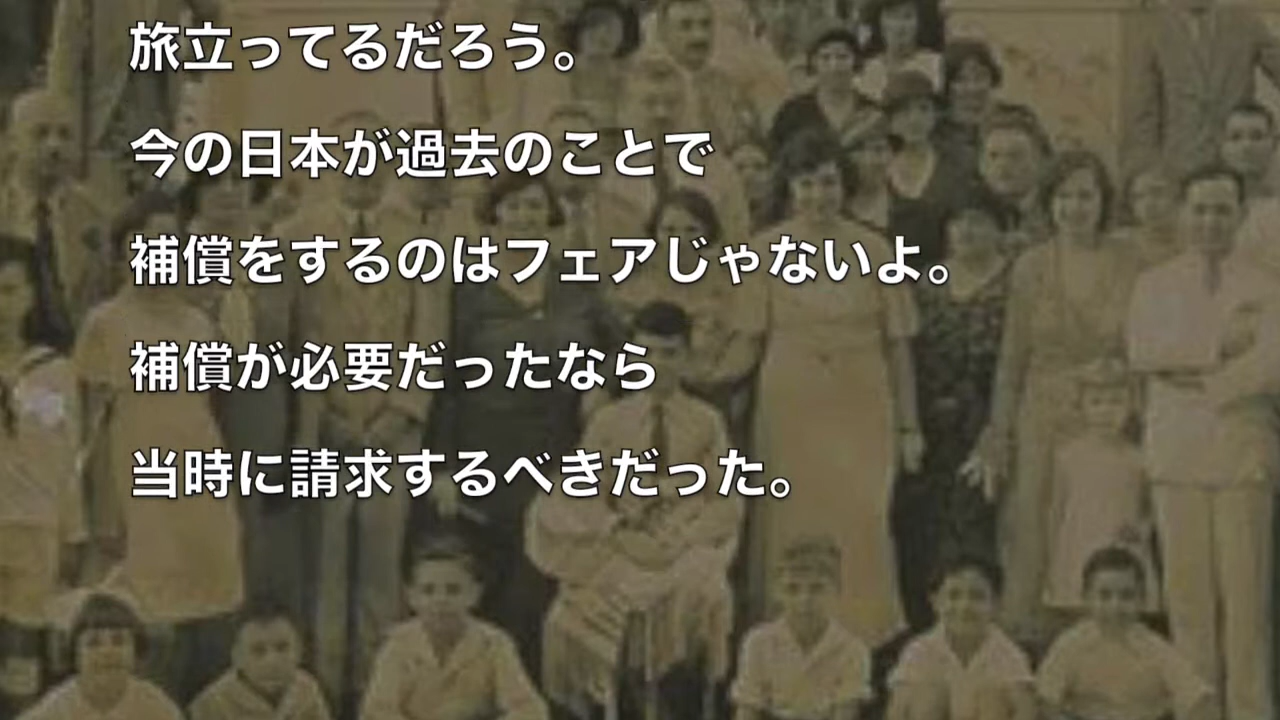 旅立ってるだろう。
今の日本が過去のことで
補償をするのはフェアじゃないよ。
補償が必要だったなら
当時に請求するべきだった。